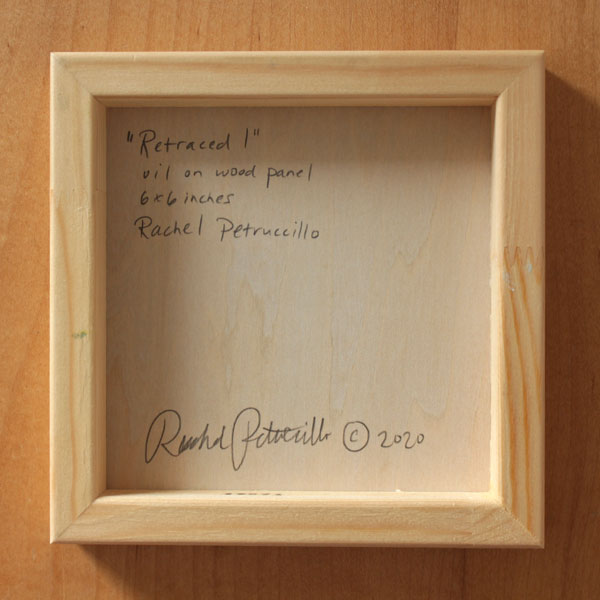 "Retraced 1"
oil on wood panel
6x6 inches
Rachel Petruccillo
Rachel Petruccillo © 2020